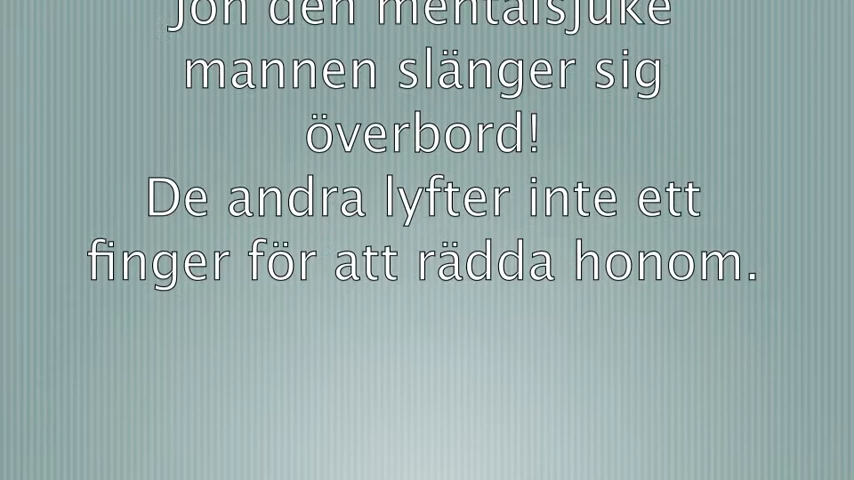 Jon den mentalsjuke
mannen slänger sig
överbord!
De andra lyfter inte ett
finger för att rädda honom.